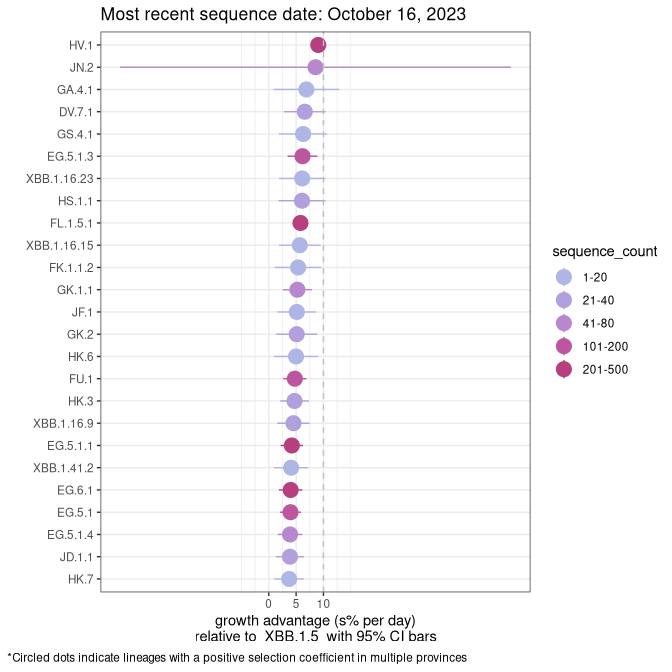 Most recent sequence date: October 16, 2023
HV.1
JN.2
GA.4.1
DV.7.1
GS.4.1
EG.5.1.3
XBB.1.16.23
HS.1.1
FL.1.5.1
XBB.1.16.15
FK.1.1.2
GK.1.1
JF.1
GK.2
HK.6
FU.1
HK.3
XBB.1.16.9
EG.5.1.1
XBB.1.41.2
EG.6.1
EG.5.1
EG.5.1.4
JD.1.1
HK.7
sequence_count
1-20
21-40
41-80
101-200
201-500
0 5 10
growth advantage (s% per day)
relative to XBB.1.5 with 95% CI bars
*Circled dots indicate lineages with a positive selection coefficient in multiple provinces